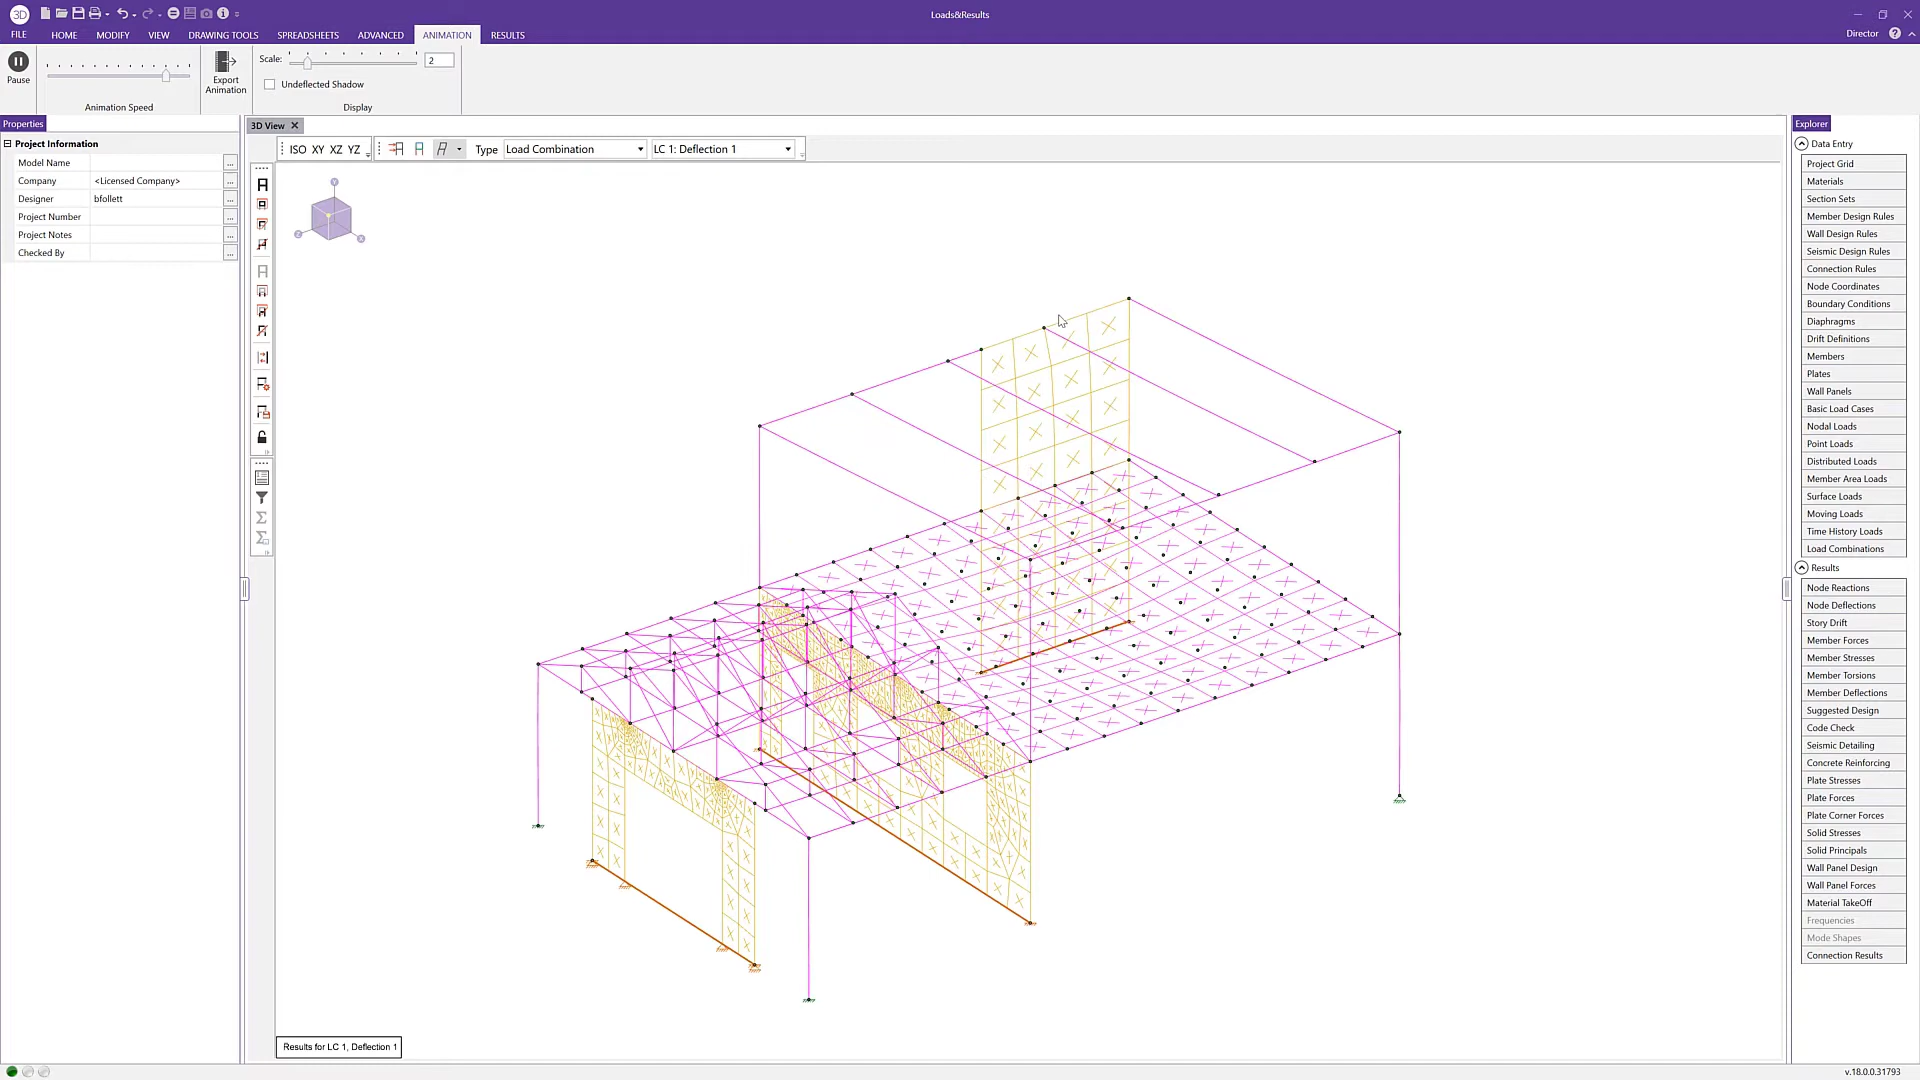 3D
Loads&Results
FILE HOME MODIFY VIEW DRAWING TOOLS SPREADSHEETS ADVANCED ANIMATION RESULTS
Director
Pause
Animation Speed
Export
Animation
Scale: 2
Undeflected Shadow
Display
Properties
Project Information
Model Name ...
Company <Licensed Company> ...
Designer bfollett ...
Project Number ...
Project Notes ...
Checked By ...
3D View
ISO XY XZ YZ Type Load Combination LC 1: Deflection 1
Y
Z
X
Results for LC 1, Deflection 1
Explorer
Data Entry
Project Grid
Materials
Section Sets
Member Design Rules
Wall Design Rules
Seismic Design Rules
Connection Rules
Node Coordinates
Boundary Conditions
Diaphragms
Drift Definitions
Members
Plates
Wall Panels
Basic Load Cases
Nodal Loads
Point Loads
Distributed Loads
Member Area Loads
Surface Loads
Moving Loads
Time History Loads
Load Combinations
Results
Node Reactions
Node Deflections
Story Drift
Member Forces
Member Stresses
Member Torsions
Member Deflections
Suggested Design
Code Check
Seismic Detailing
Concrete Reinforcing
Plate Stresses
Plate Forces
Plate Corner Forces
Solid Stresses
Solid Principals
Wall Panel Design
Wall Panel Forces
Material TakeOff
Frequencies
Mode Shapes
Connection Results
v.18.0.0.31793